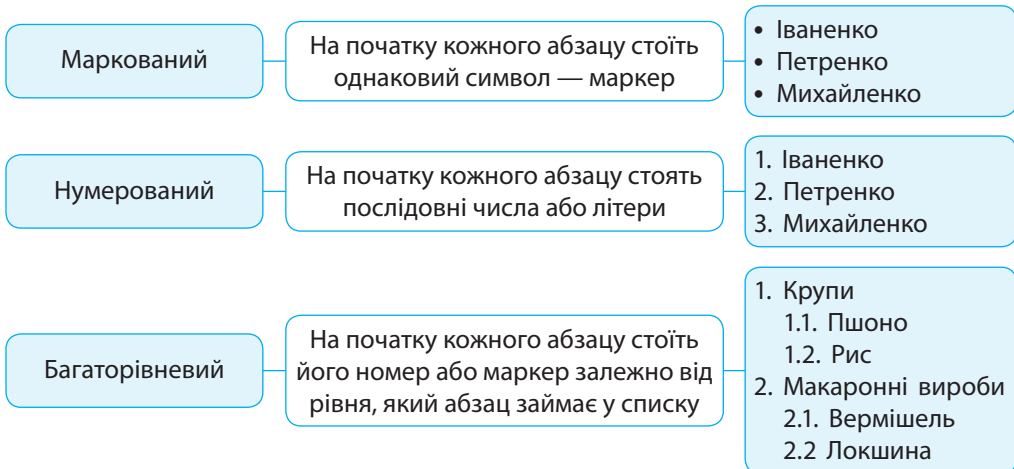 Маркований
На початку кожного абзацу стоїть
однаковий символ — маркер
• Іваненко
• Петренко
• Михайленко
Нумерований
На початку кожного абзацу стоять
послідовні числа або літери
1. Іваненко
2. Петренко
3. Михайленко
Багаторівневий
На початку кожного абзацу стоїть
його номер або маркер залежно від
рівня, який абзац займає у списку
1. Крупи
1.1. Пшоно
1.2. Рис
2. Макаронні вироби
2.1. Вермішель
2.2 Локшина